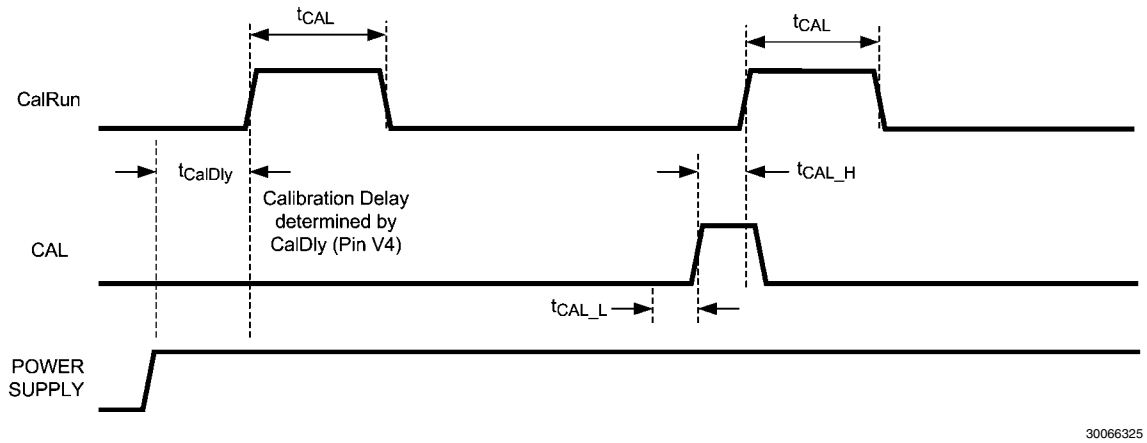 tCAL
tCAL
CalRun
tCalDly
tCAL_H
Calibration Delay
determined by
CalDly (Pin V4)
CAL
tCAL_L
POWER
SUPPLY
30066325